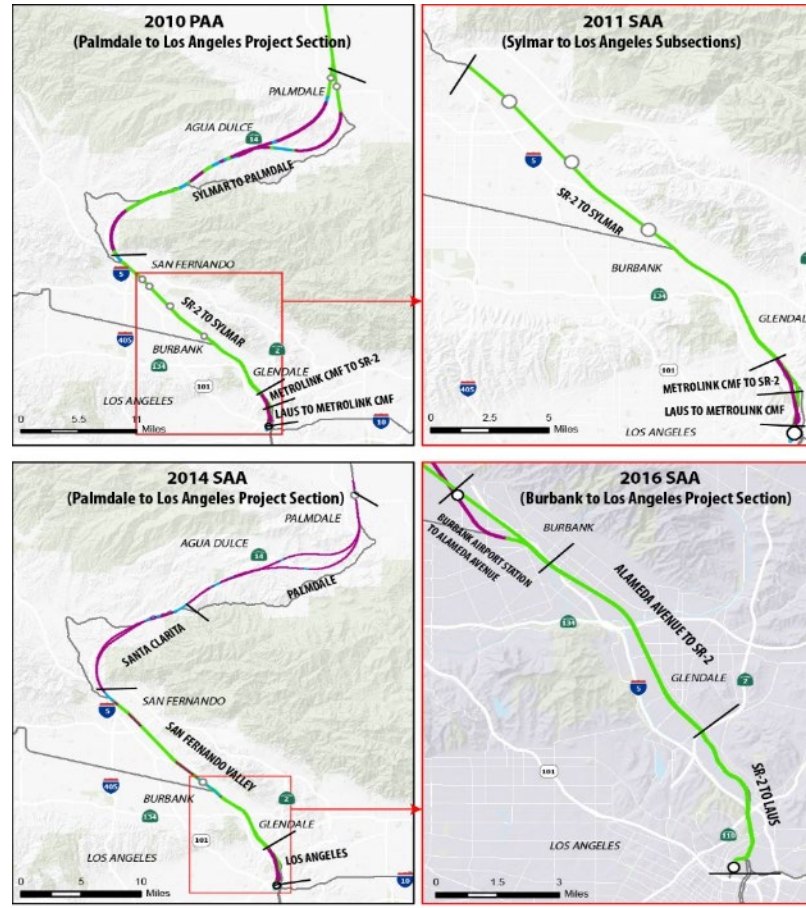 2010 PAA
(Palmdale to Los Angeles Project Section)
PALMDALE
AGUA DULCE
14
SYLMAR TO PALMDALE
SAN FERNANDO
5
SR-2 TO SYLMAR
405
BURBANK
134
2
101
GLENDALE
METROLINK CMF TO SR-2
LOS ANGELES
LAUS TO METROLINK CMF
10
0 5.5 11
Miles
2011 SAA
(Sylmar to Los Angeles Subsections)
5
SR-2 TO SYLMAR
BURBANK
134
GLENDALE
101
METROLINK CMF TO SR-2
405
LAUS TO METROLINK CMF
0 2.5 5
Miles
LOS ANGELES
2014 SAA
(Palmdale to Los Angeles Project Section)
PALMDALE
AGUA DULCE
14
PALMDALE
SANTA CLARITA
SAN FERNANDO
5
SAN FERNANDO VALLEY
405
BURBANK
2
134
GLENDALE
101
LOS ANGELES
LOS ANGELES
10
0 5 10
Miles
2016 SAA
(Burbank to Los Angeles Project Section)
BURBANK AIRPORT STATION
TO ALAMEDA AVENUE
BURBANK
ALAMEDA AVENUE TO SR-2
134
GLENDALE
5
2
101
SR-2 TO LAUS
110
LOS ANGELES
0 1.5 3
Miles